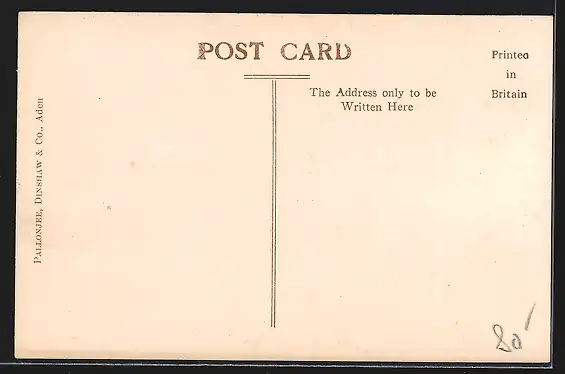 POST CARD
Printed
in
Britain
The Address only to be
Written Here
Pallonjee, Dinshaw & Co., Aden
80'